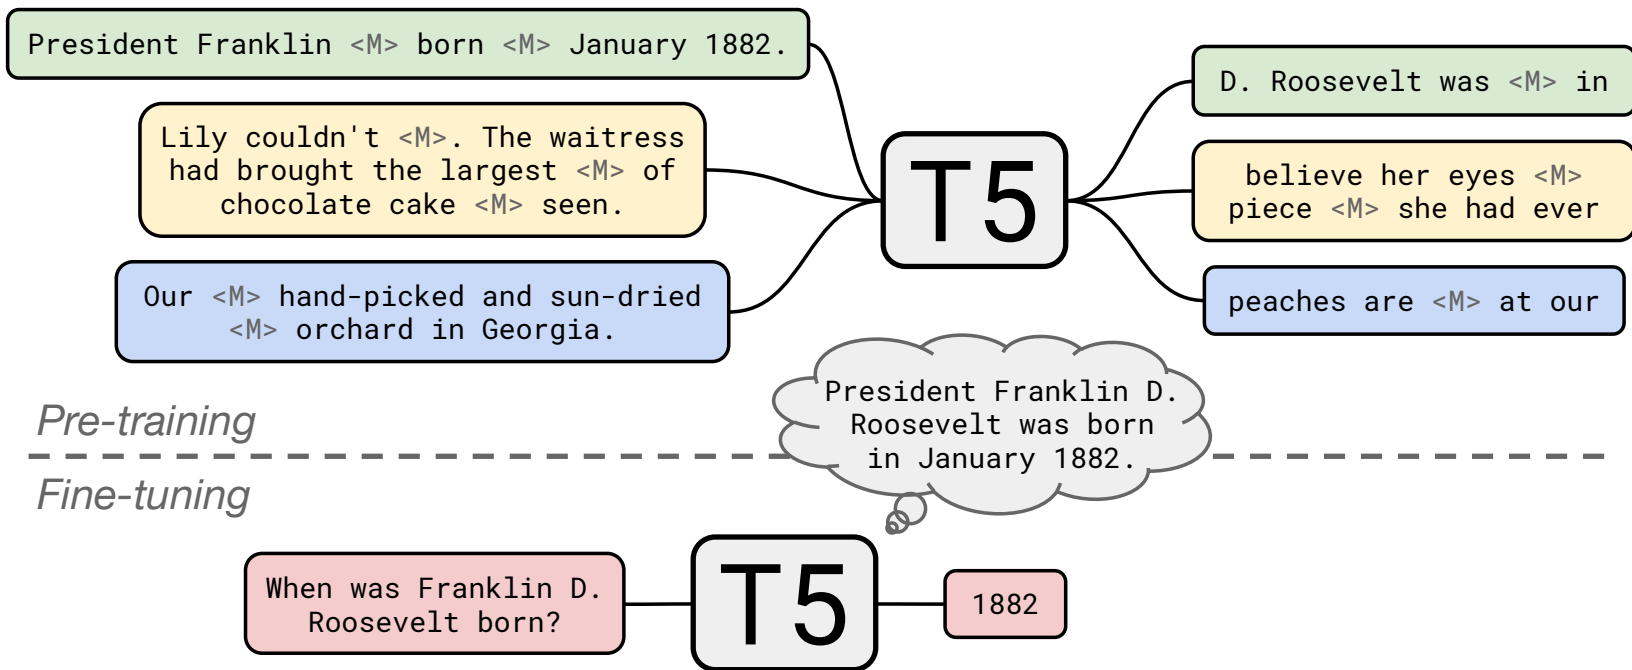 President Franklin <M> born <M> January 1882.
Lily couldn't <M>. The waitress
had brought the largest <M> of
chocolate cake <M> seen.
Our <M> hand-picked and sun-dried
<M> orchard in Georgia.
T5
D. Roosevelt was <M> in
believe her eyes <M>
piece <M> she had ever
peaches are <M> at our
President Franklin D.
Roosevelt was born
in January 1882.
Pre-training
Fine-tuning
When was Franklin D.
Roosevelt born?
T5
1882